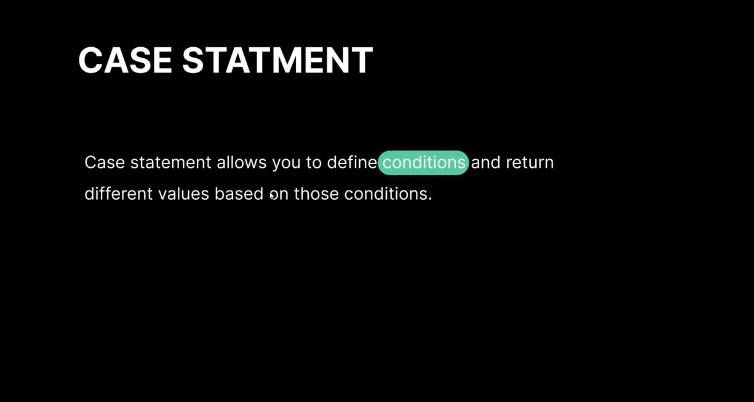 CASE STATMENT
Case statement allows you to define conditions and return
different values based on those conditions.